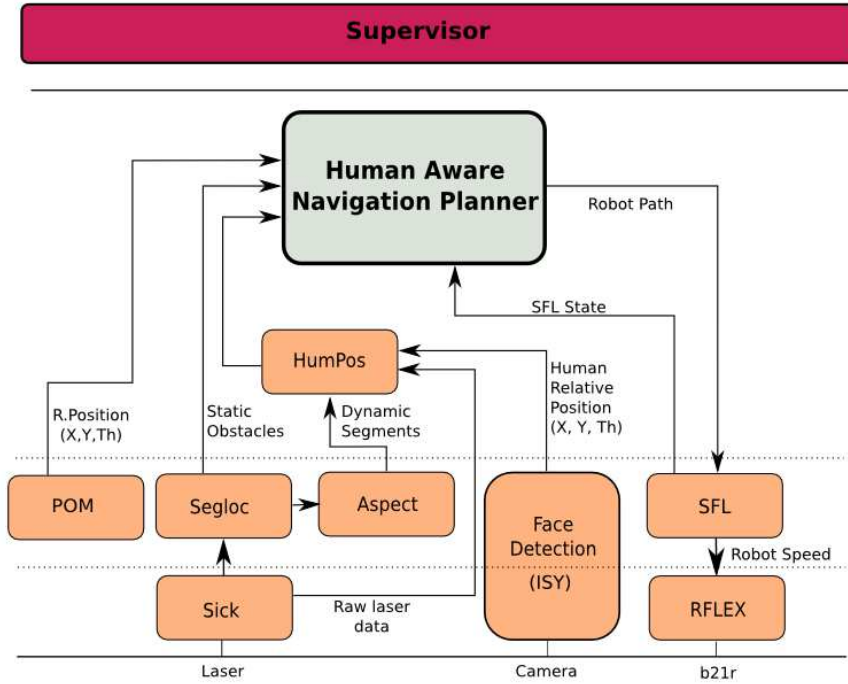 Supervisor
Human Aware
Navigation Planner
Robot Path
SFL State
HumPos
Human
Relative
Position
(X, Y, Th)
R.Position
(X,Y,Th)
Static
Obstacles
Dynamic
Segments
POM
Segloc
Aspect
Face
Detection
(ISY)
SFL
Robot Speed
Sick
Raw laser
data
RFLEX
Laser
Camera
b21r